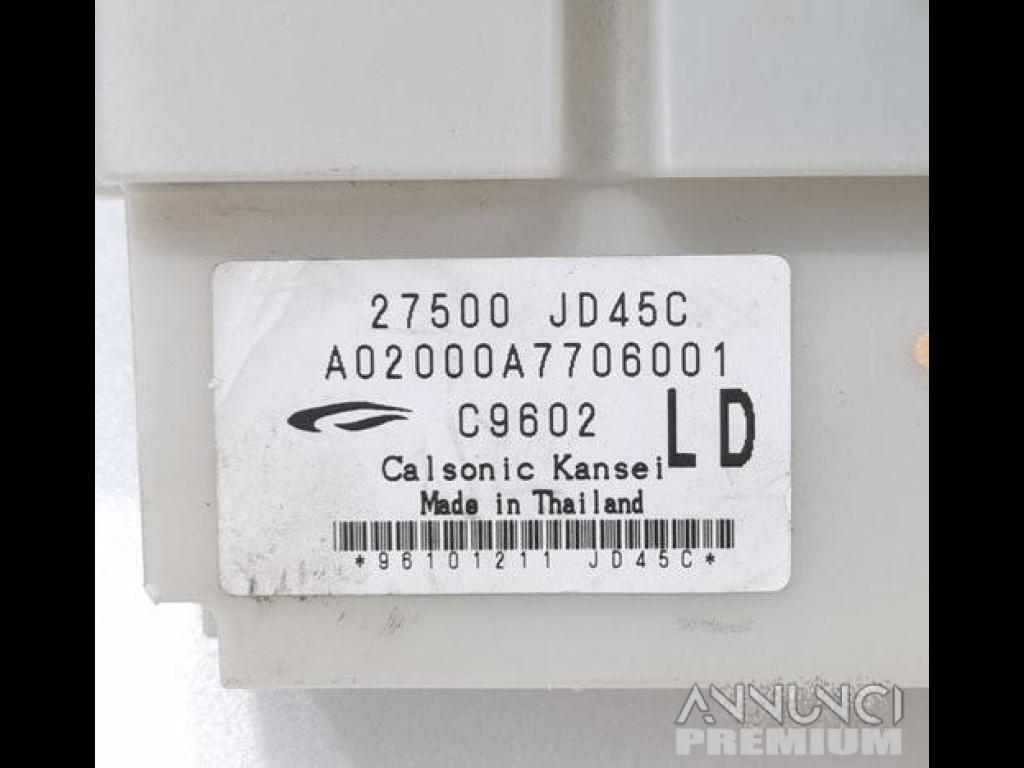 27500 JD45C
A02000A7706001
C9602 LD
Calsonic Kansei
Made in Thailand
*96101211 JD45C*
ANNUNCI
PREMIUM